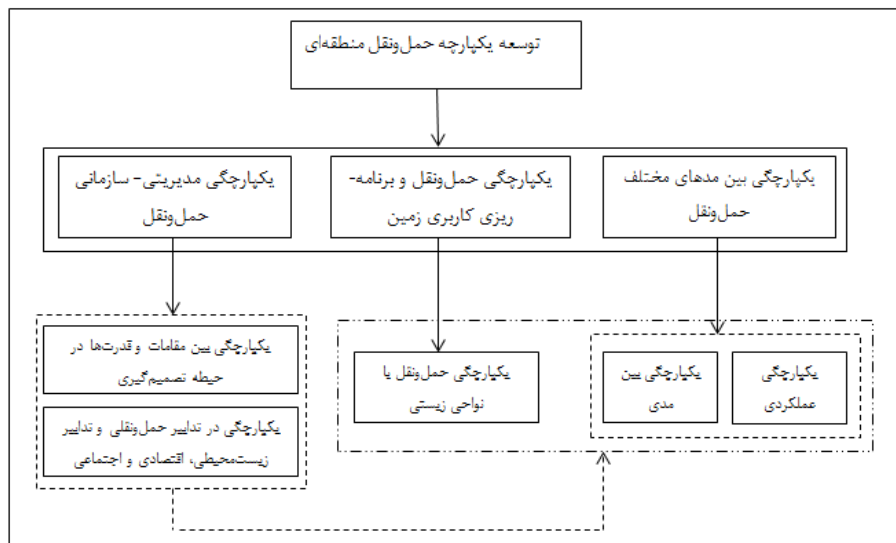 توسعه یکپارچه حمل‌ونقل منطقه‌ای
یکپارچگی بین مدهای مختلف
حمل‌ونقل
یکپارچگی حمل‌ونقل و برنامه-
ریزی کاربری زمین
یکپارچگی مدیریتی- سازمانی
حمل‌ونقل
یکپارچگی
عملکردی
یکپارچگی بین
مدی
یکپارچگی حمل‌ونقل با
نواحی زیستی
یکپارچگی بین مقامات و قدرت‌ها در
حیطه تصمیم‌گیری
یکپارچگی در تدابیر حمل‌ونقلی و تدابیر
زیست‌محیطی، اقتصادی و اجتماعی